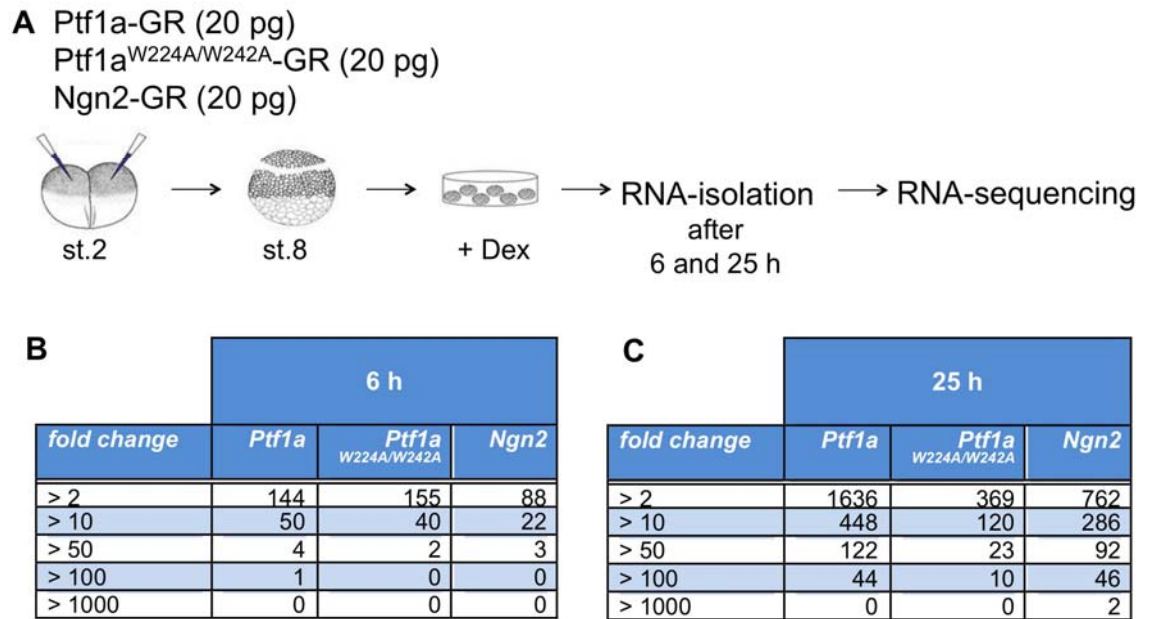 A Ptf1a-GR (20 pg)
Ptf1aW224A/W242A-GR (20 pg)
Ngn2-GR (20 pg)
st.2
st.8
+ Dex
RNA-isolation
after
6 and 25 h
RNA-sequencing
B
6 h
fold change Ptf1a Ptf1a W224A/W242A Ngn2
> 2 144 155 88
> 10 50 40 22
> 50 4 2 3
> 100 1 0 0
> 1000 0 0 0
C
25 h
fold change Ptf1a Ptf1a W224A/W242A Ngn2
> 2 1636 369 762
> 10 448 120 286
> 50 122 23 92
> 100 44 10 46
> 1000 0 0 2